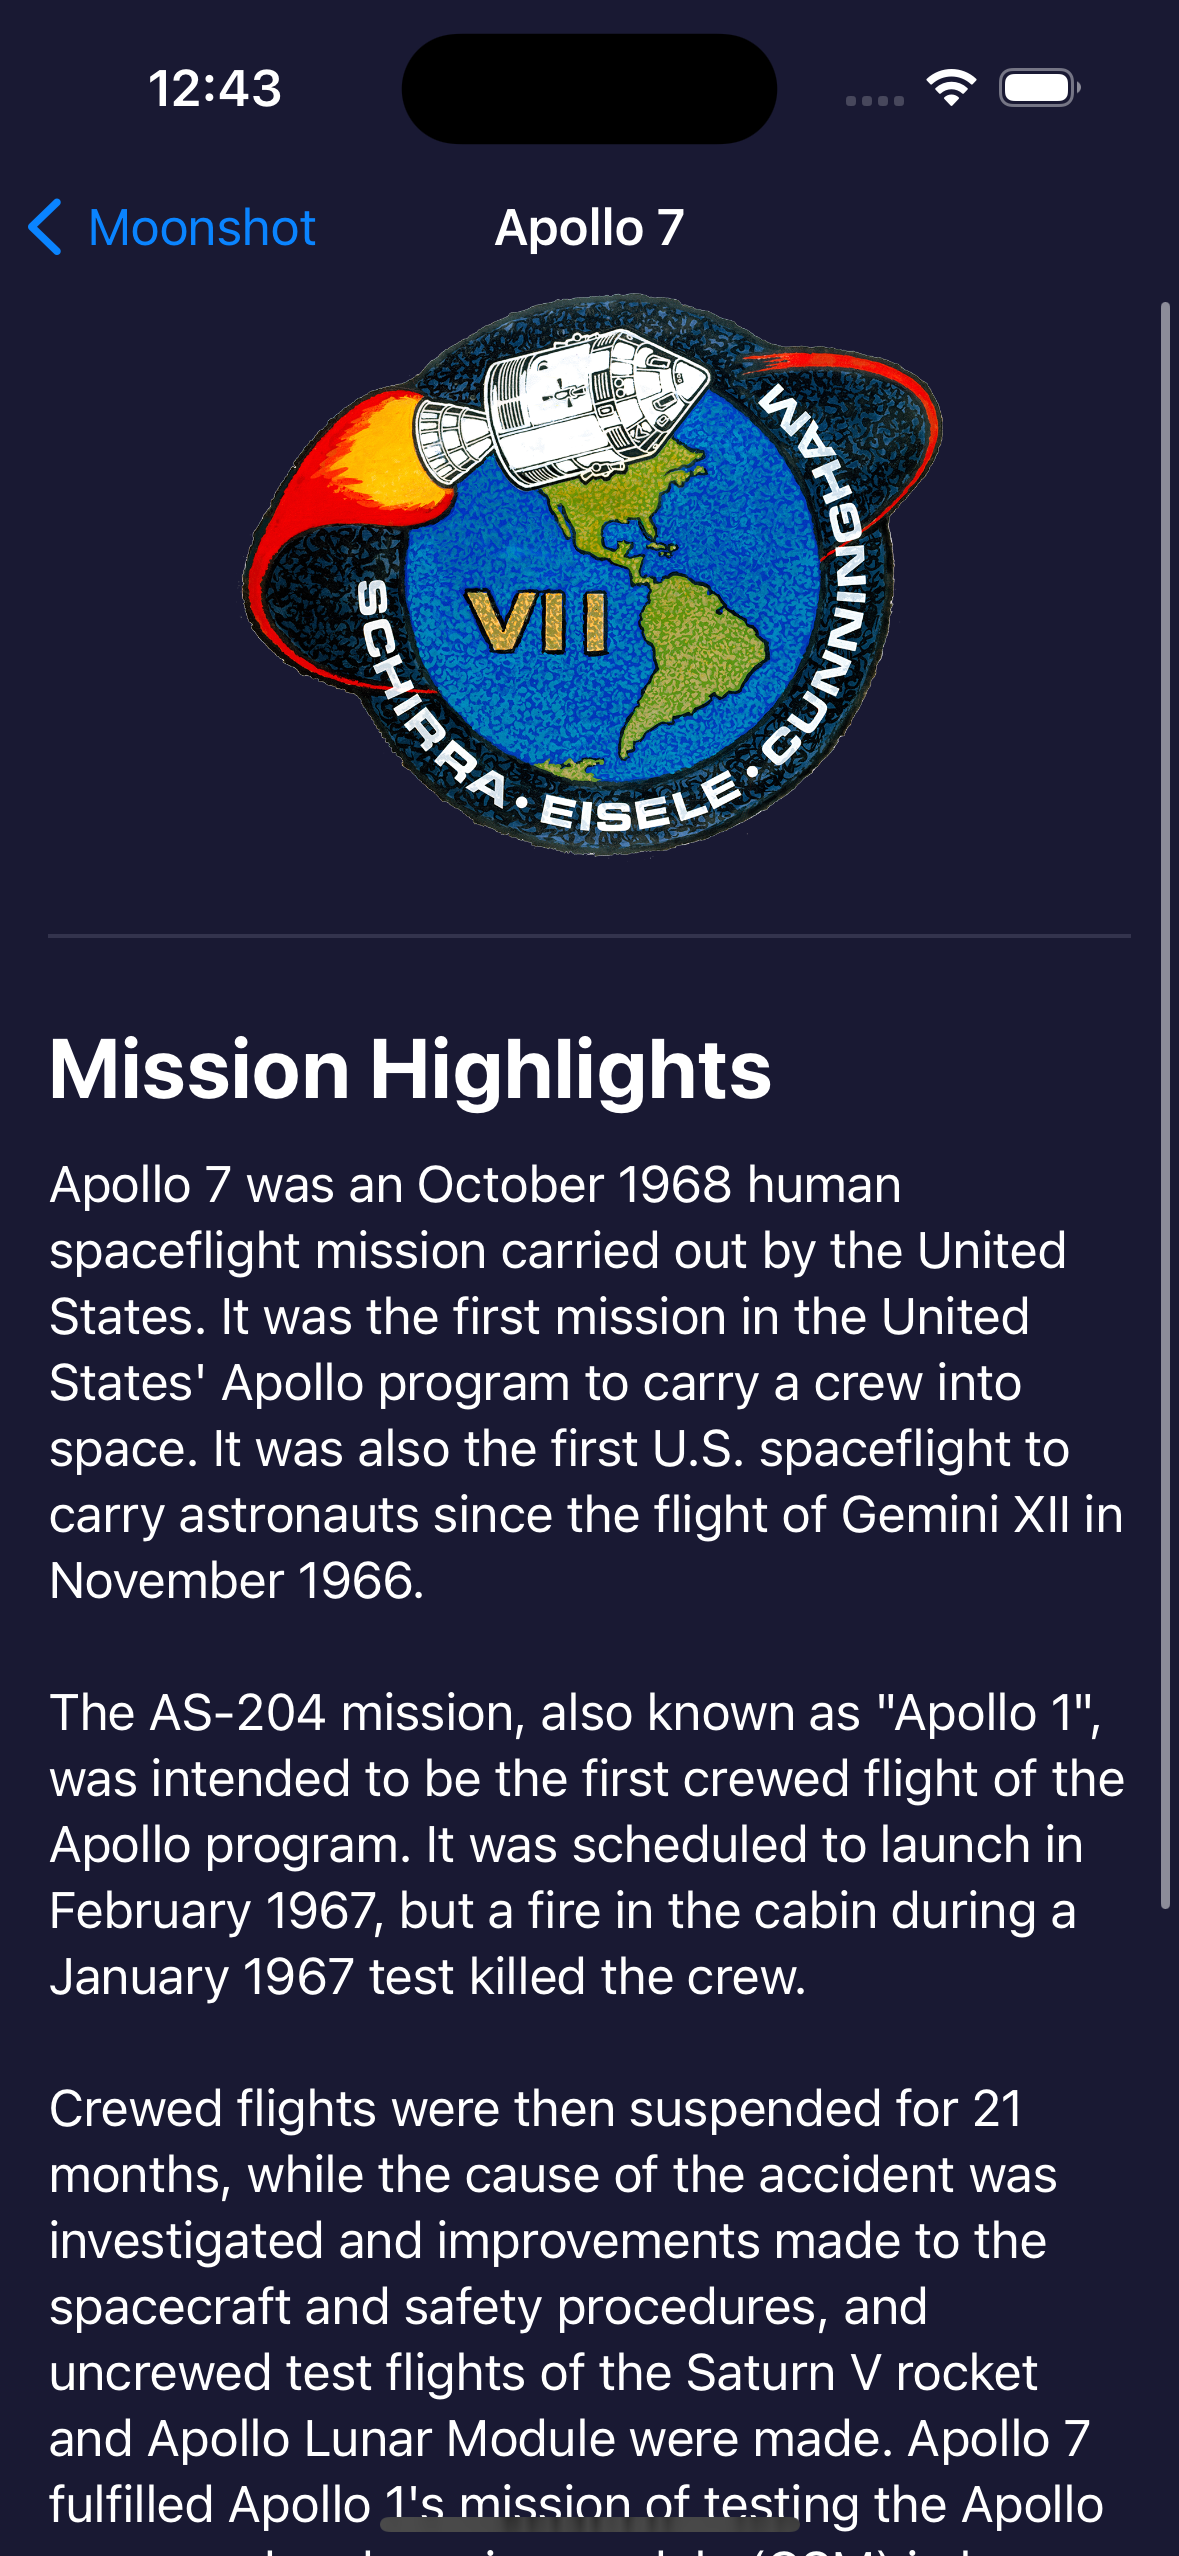 12:43
Moonshot
Apollo 7
SCHIRRA • EISELE • CUNNINGHAM
VII
Mission Highlights
Apollo 7 was an October 1968 human
spaceflight mission carried out by the United
States. It was the first mission in the United
States' Apollo program to carry a crew into
space. It was also the first U.S. spaceflight to
carry astronauts since the flight of Gemini XII in
November 1966.
The AS-204 mission, also known as "Apollo 1",
was intended to be the first crewed flight of the
Apollo program. It was scheduled to launch in
February 1967, but a fire in the cabin during a
January 1967 test killed the crew.
Crewed flights were then suspended for 21
months, while the cause of the accident was
investigated and improvements made to the
spacecraft and safety procedures, and
uncrewed test flights of the Saturn V rocket
and Apollo Lunar Module were made. Apollo 7
fulfilled Apollo 1's mission of testing the Apollo